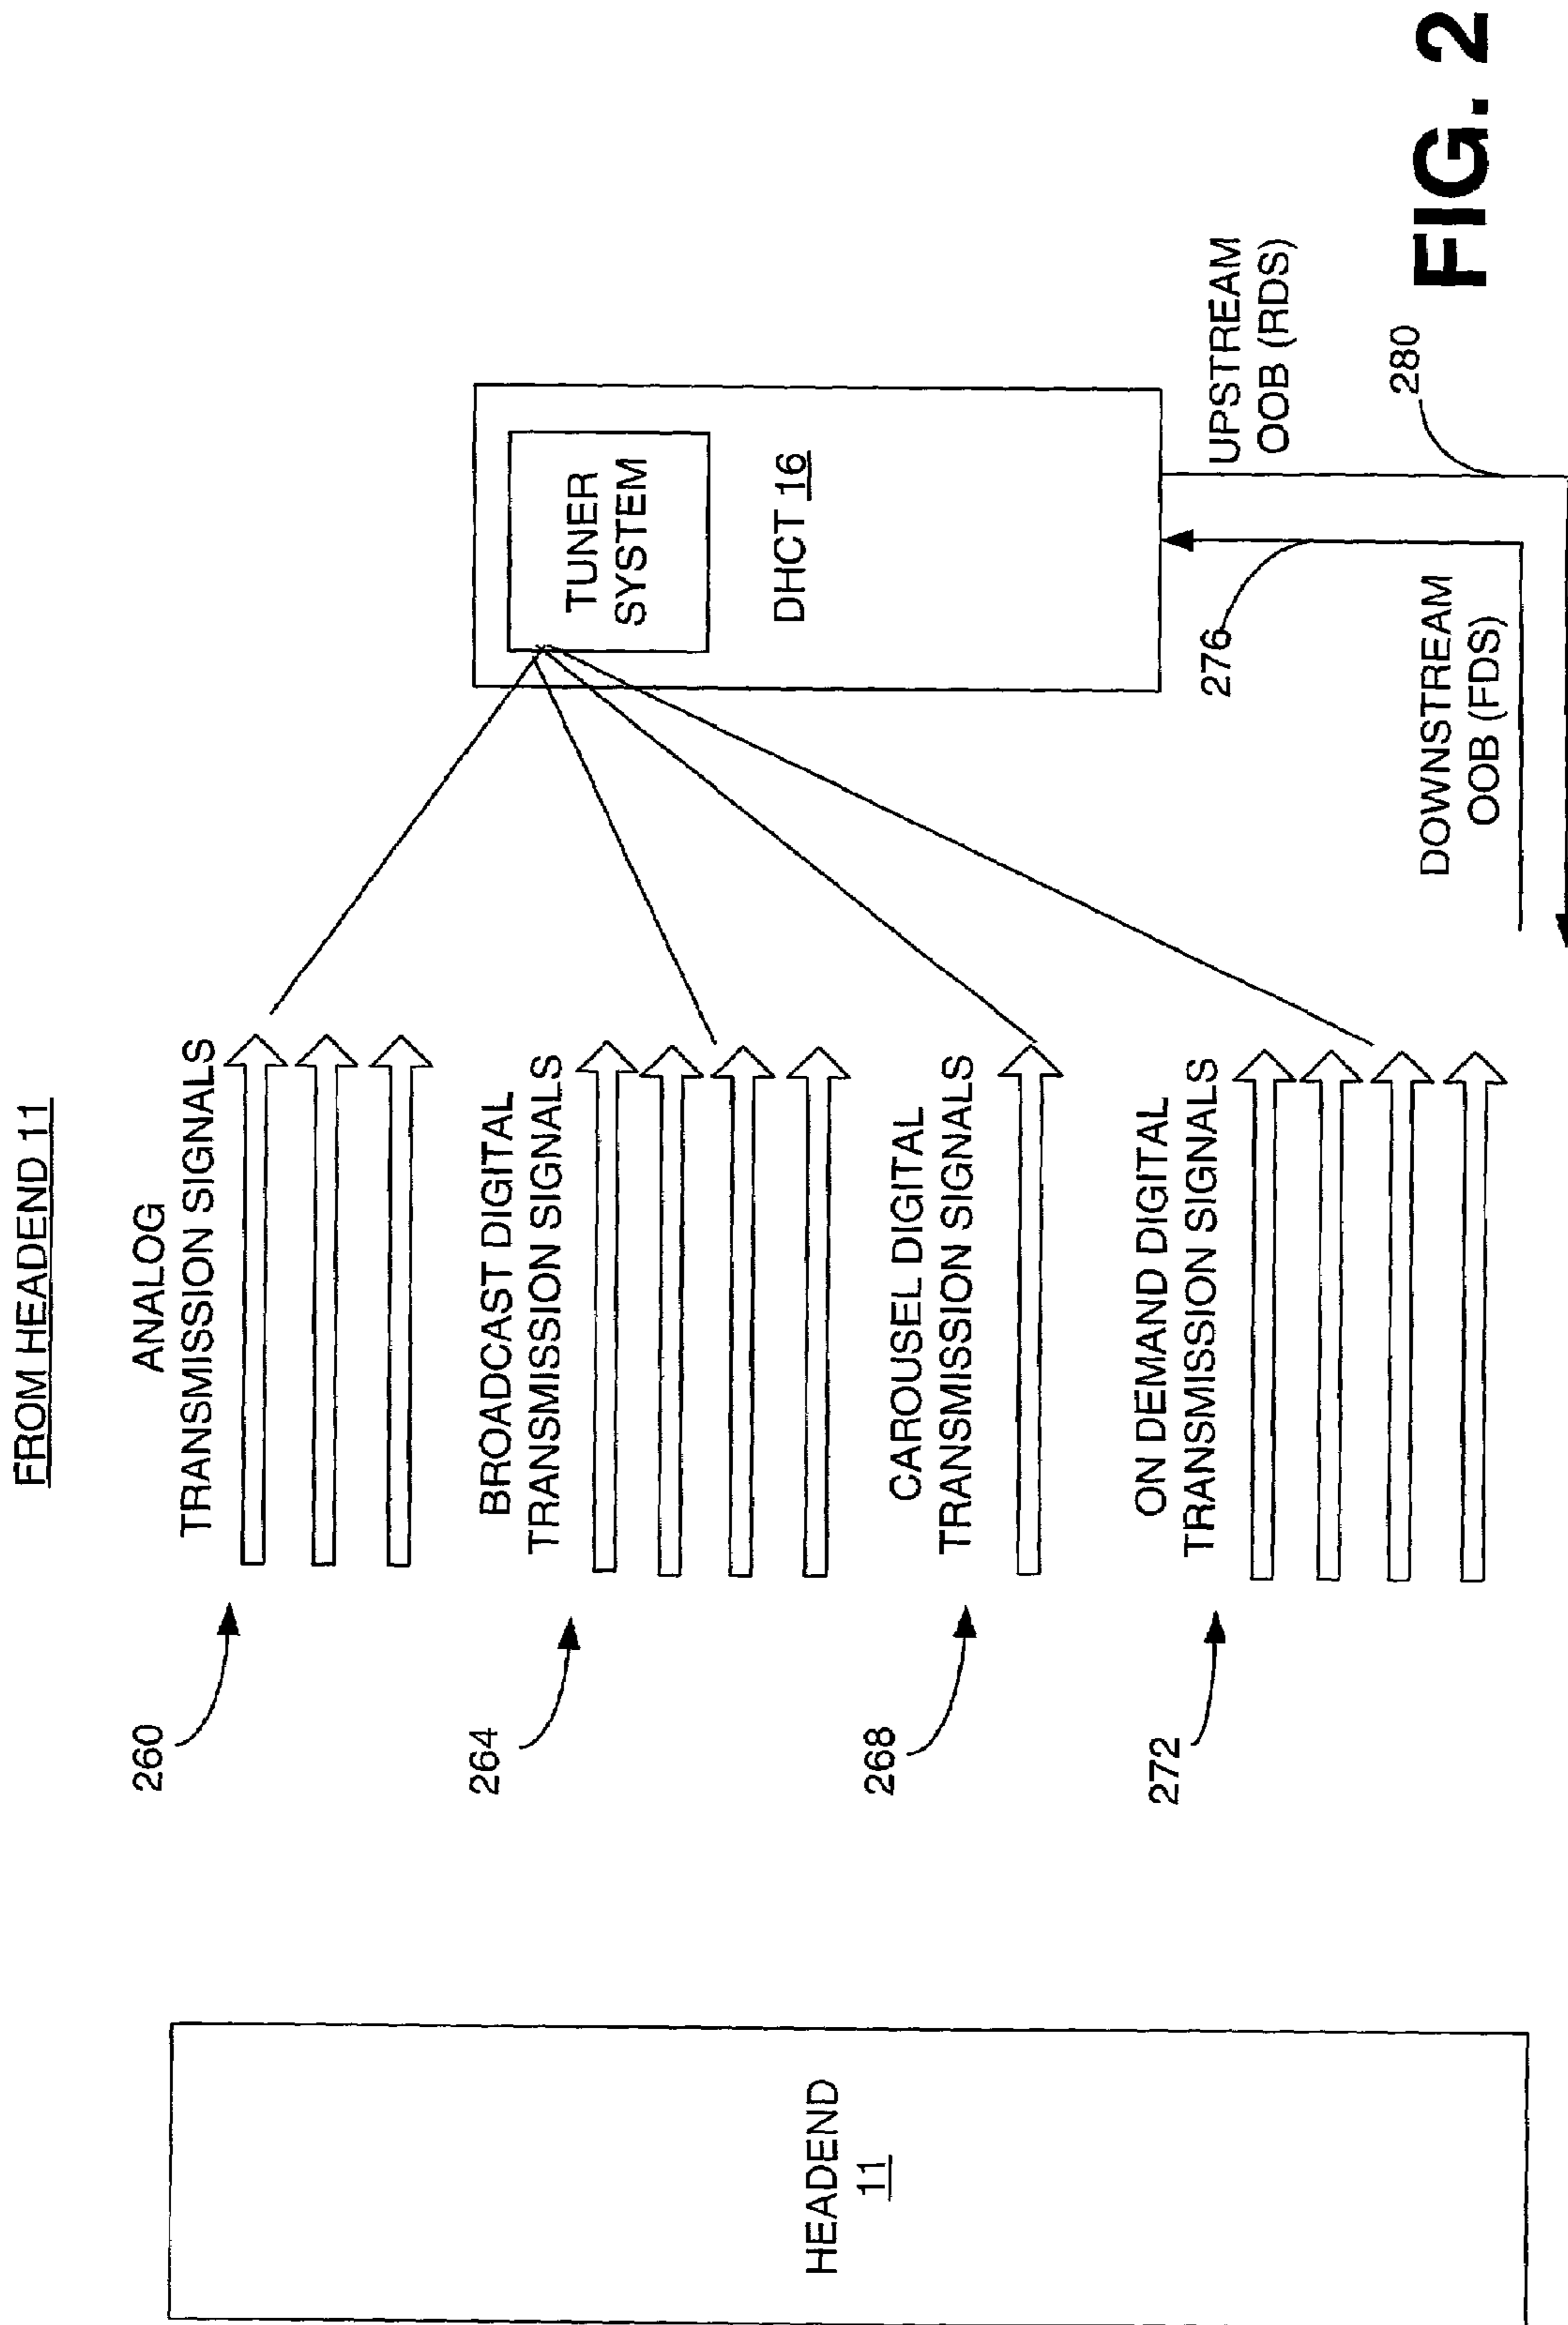 FROM HEADEND 11
260
ANALOG
TRANSMISSION SIGNALS
264
BROADCAST DIGITAL
TRANSMISSION SIGNALS
268
CAROUSEL DIGITAL
TRANSMISSION SIGNALS
272
ON DEMAND DIGITAL
TRANSMISSION SIGNALS
HEADEND
11
TUNER
SYSTEM
DHCT 16
276
DOWNSTREAM
OOB (FDS)
UPSTREAM
OOB (RDS)
280
FIG. 2